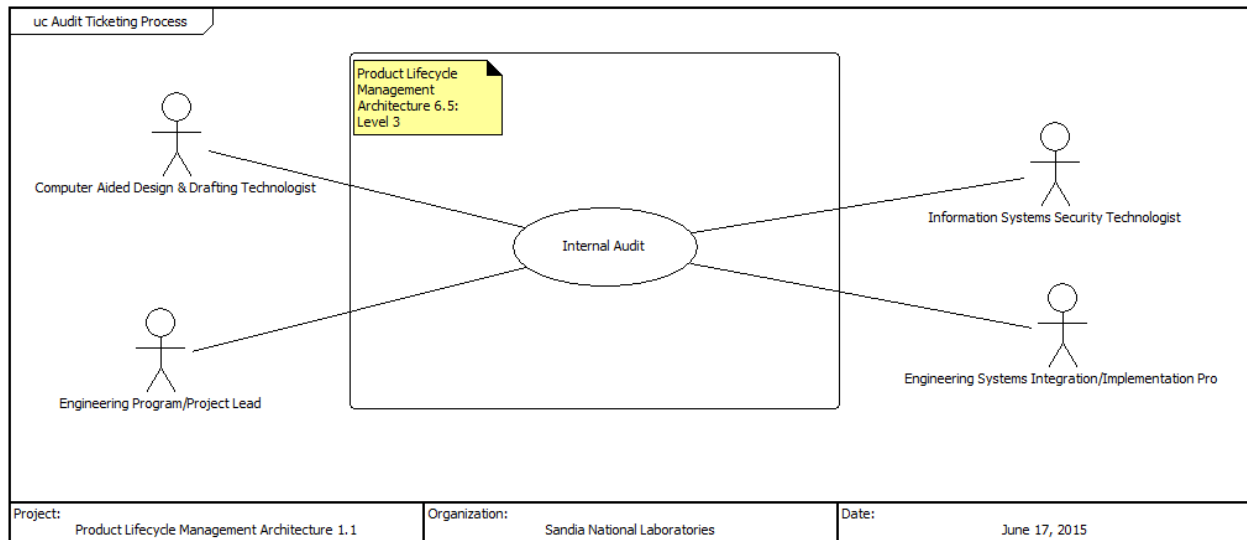 uc Audit Ticketing Process
Product Lifecycle
Management
Architecture 6.5:
Level 3
Computer Aided Design & Drafting Technologist
Information Systems Security Technologist
Internal Audit
Engineering Program/Project Lead
Engineering Systems Integration/Implementation Pro
Project:
Product Lifecycle Management Architecture 1.1
Organization:
Sandia National Laboratories
Date:
June 17, 2015